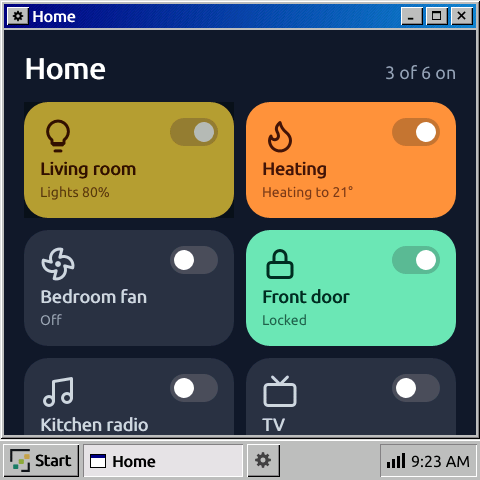 Home
Home
3 of 6 on
Living room
Lights 80%
Heating
Heating to 21°
Bedroom fan
Off
Front door
Locked
Kitchen radio
TV
Start
Home
9:23 AM